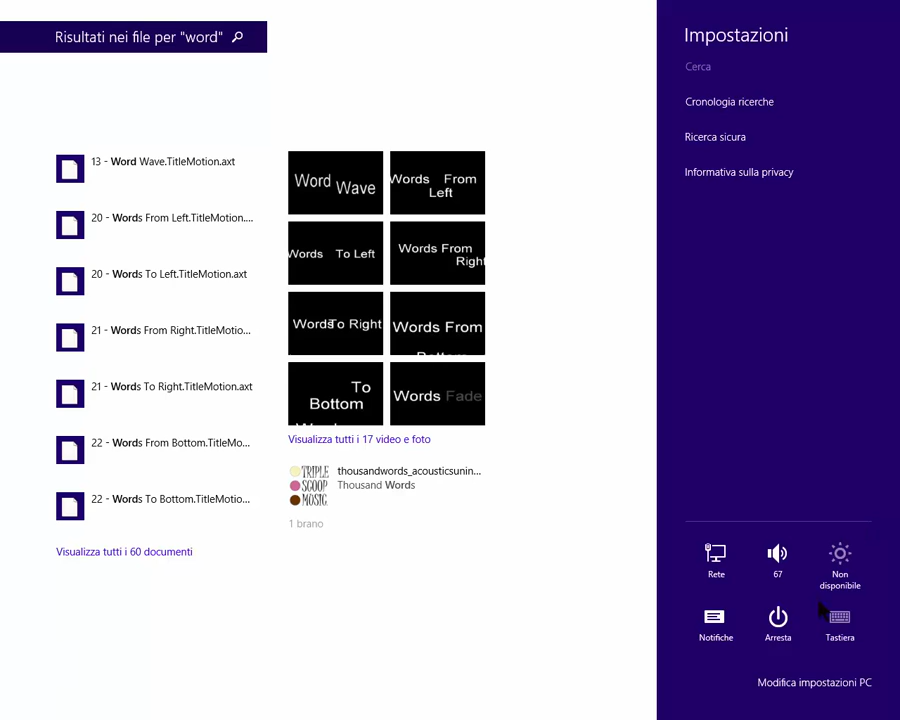 Risultati nei file per "word"
13 - Word Wave.TitleMotion.axt
20 - Words From Left.TitleMotion....
20 - Words To Left.TitleMotion.axt
21 - Words From Right.TitleMotio...
21 - Words To Right.TitleMotion.axt
22 - Words From Bottom.TitleMo...
22 - Words To Bottom.TitleMotio...
Visualizza tutti i 60 documenti
Word Wave
Words From
Left
Words To Left
Words From
Right
Words To Right
Words From
Bottom
To
Bottom
Words
Words Fade
Visualizza tutti i 17 video e foto
TRIPLE
SCOOP
MUSIC
thousandwords_acousticsunin...
Thousand Words
1 brano
Impostazioni
Cerca
Cronologia ricerche
Ricerca sicura
Informativa sulla privacy
Rete
67
Non
disponibile
Notifiche
Arresta
Tastiera
Modifica impostazioni PC